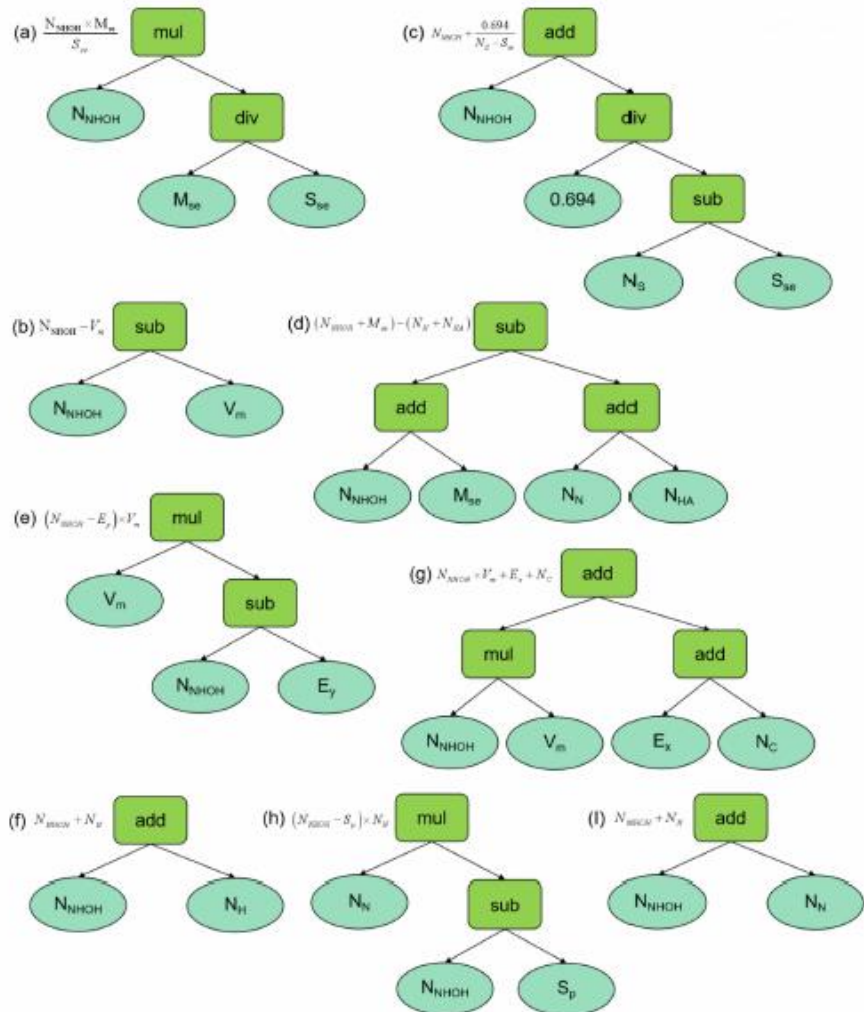 (a) N_NHOH × M_se / S_se mul
N_NHOH div
M_se S_se
(c) N_NHOH + 0.694 / N_S - S_se add
N_NHOH div
0.694 sub
N_S S_se
(b) N_NHOH - V_m sub
N_NHOH V_m
(d) (N_NHOH + M_se) - (N_N + N_HA) sub
add add
N_NHOH M_se N_N N_HA
(e) (N_NHOH - E_y) × V_m mul
V_m sub
N_NHOH E_y
(g) N_NHOH × V_m + E_x + N_C add
mul add
N_NHOH V_m E_x N_C
(f) N_NHOH + N_H add
N_NHOH N_H
(h) (N_NHOH - S_p) × N_N mul
N_N sub
N_NHOH S_p
(I) N_NHOH + N_N add
N_NHOH N_N